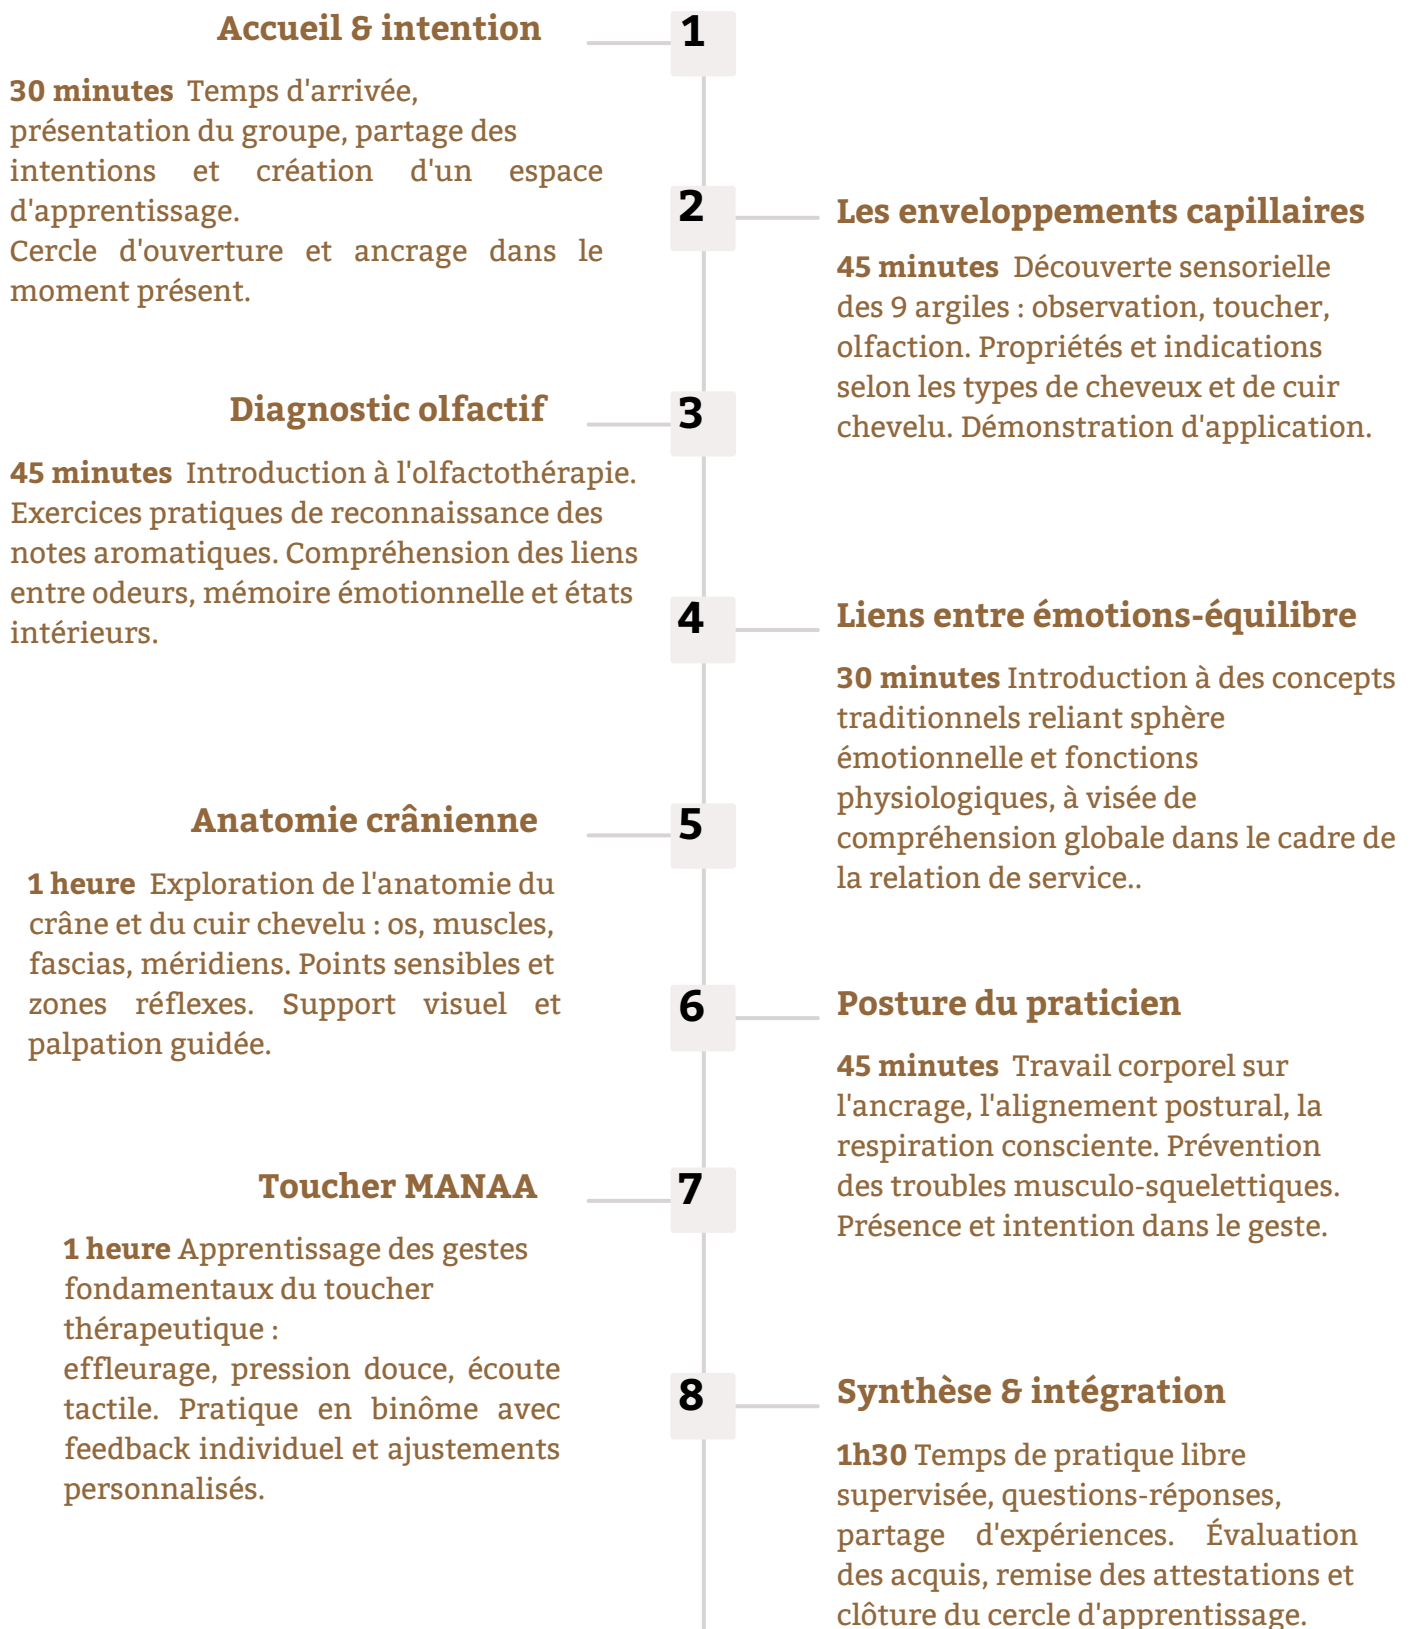 Accueil & intention
1
30 minutes Temps d'arrivée,
présentation du groupe, partage des
intentions et création d'un espace
d'apprentissage.
Cercle d'ouverture et ancrage dans le
moment présent.
2
Les enveloppements capillaires
45 minutes Découverte sensorielle
des 9 argiles : observation, toucher,
olfaction. Propriétés et indications
selon les types de cheveux et de cuir
chevelu. Démonstration d'application.
Diagnostic olfactif
3
45 minutes Introduction à l'olfactothérapie.
Exercices pratiques de reconnaissance des
notes aromatiques. Compréhension des liens
entre odeurs, mémoire émotionnelle et états
intérieurs.
4
Liens entre émotions-équilibre
30 minutes Introduction à des concepts
traditionnels reliant sphère
émotionnelle et fonctions
physiologiques, à visée de
compréhension globale dans le cadre de
la relation de service..
Anatomie crânienne
5
1 heure Exploration de l'anatomie du
crâne et du cuir chevelu : os, muscles,
fascias, méridiens. Points sensibles et
zones réflexes. Support visuel et
palpation guidée.
6
Posture du praticien
45 minutes Travail corporel sur
l'ancrage, l'alignement postural, la
respiration consciente. Prévention
des troubles musculo-squelettiques.
Présence et intention dans le geste.
Toucher MANAA
7
1 heure Apprentissage des gestes
fondamentaux du toucher
thérapeutique :
effleurage, pression douce, écoute
tactile. Pratique en binôme avec
feedback individuel et ajustements
personnalisés.
8
Synthèse & intégration
1h30 Temps de pratique libre
supervisée, questions-réponses,
partage d'expériences. Évaluation
des acquis, remise des attestations et
clôture du cercle d'apprentissage.